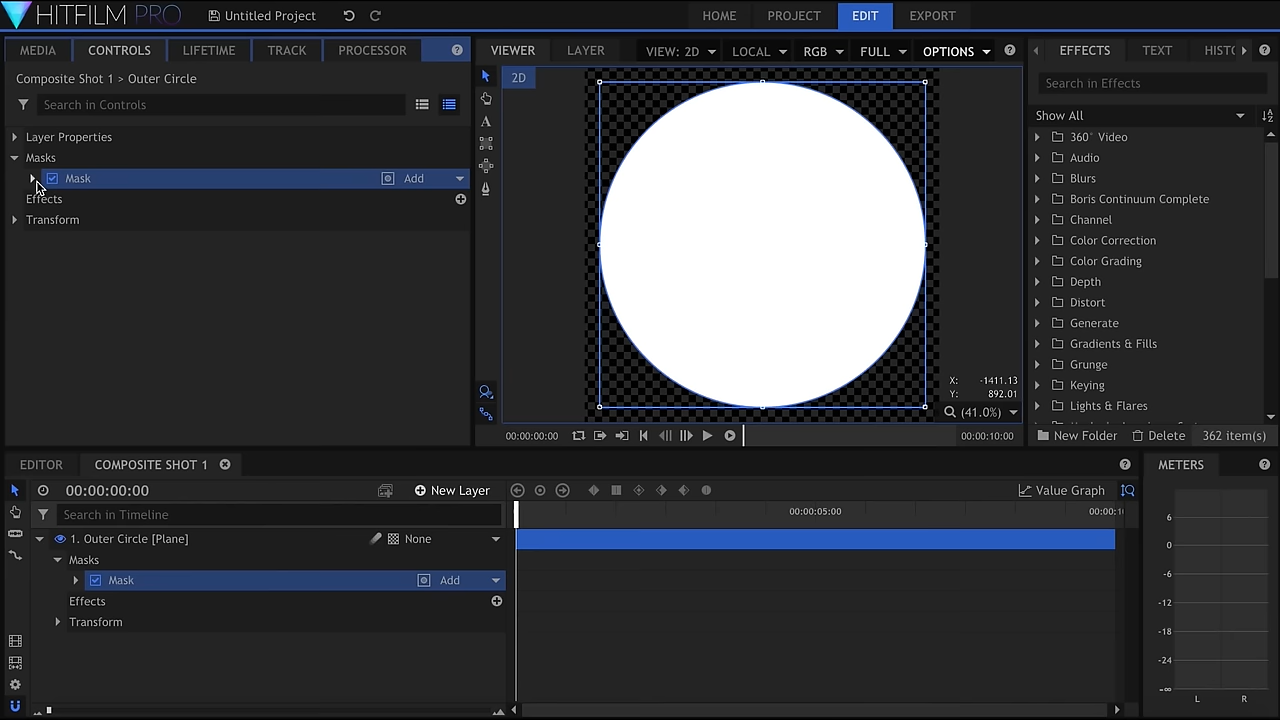 HITFILM PRO
Untitled Project
HOME PROJECT EDIT EXPORT
MEDIA CONTROLS LIFETIME TRACK PROCESSOR ?
Composite Shot 1 > Outer Circle
Search in Controls
Layer Properties
Masks
Mask Add
Effects
Transform
VIEWER LAYER VIEW: 2D LOCAL RGB FULL OPTIONS ?
2D
A
X: -1411.13
Y: 892.01
(41.0%)
00:00:00:00 00:00:10:00
EFFECTS TEXT HISTO ?
Search in Effects
Show All
360° Video
Audio
Blurs
Boris Continuum Complete
Channel
Color Correction
Color Grading
Depth
Distort
Generate
Gradients & Fills
Grunge
Keying
Lights & Flares
New Folder Delete 362 item(s)
EDITOR COMPOSITE SHOT 1 ?
00:00:00:00 New Layer Value Graph
Search in Timeline
00:00:05:00 00:00:1
1. Outer Circle [Plane] None
Masks
Mask Add
Effects
Transform
METERS ?
6
0
-6
-12
-18
-24
-∞
L R